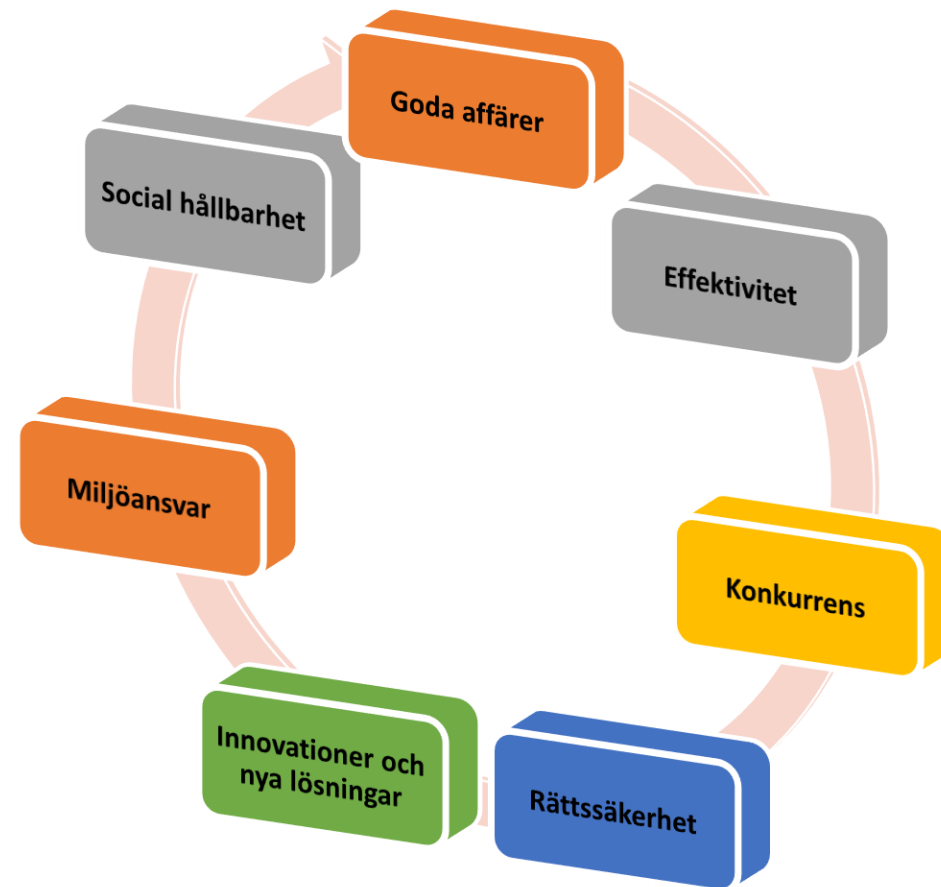 Goda affärer
Effektivitet
Konkurrens
Rättssäkerhet
Innovationer och
nya lösningar
Miljöansvar
Social hållbarhet